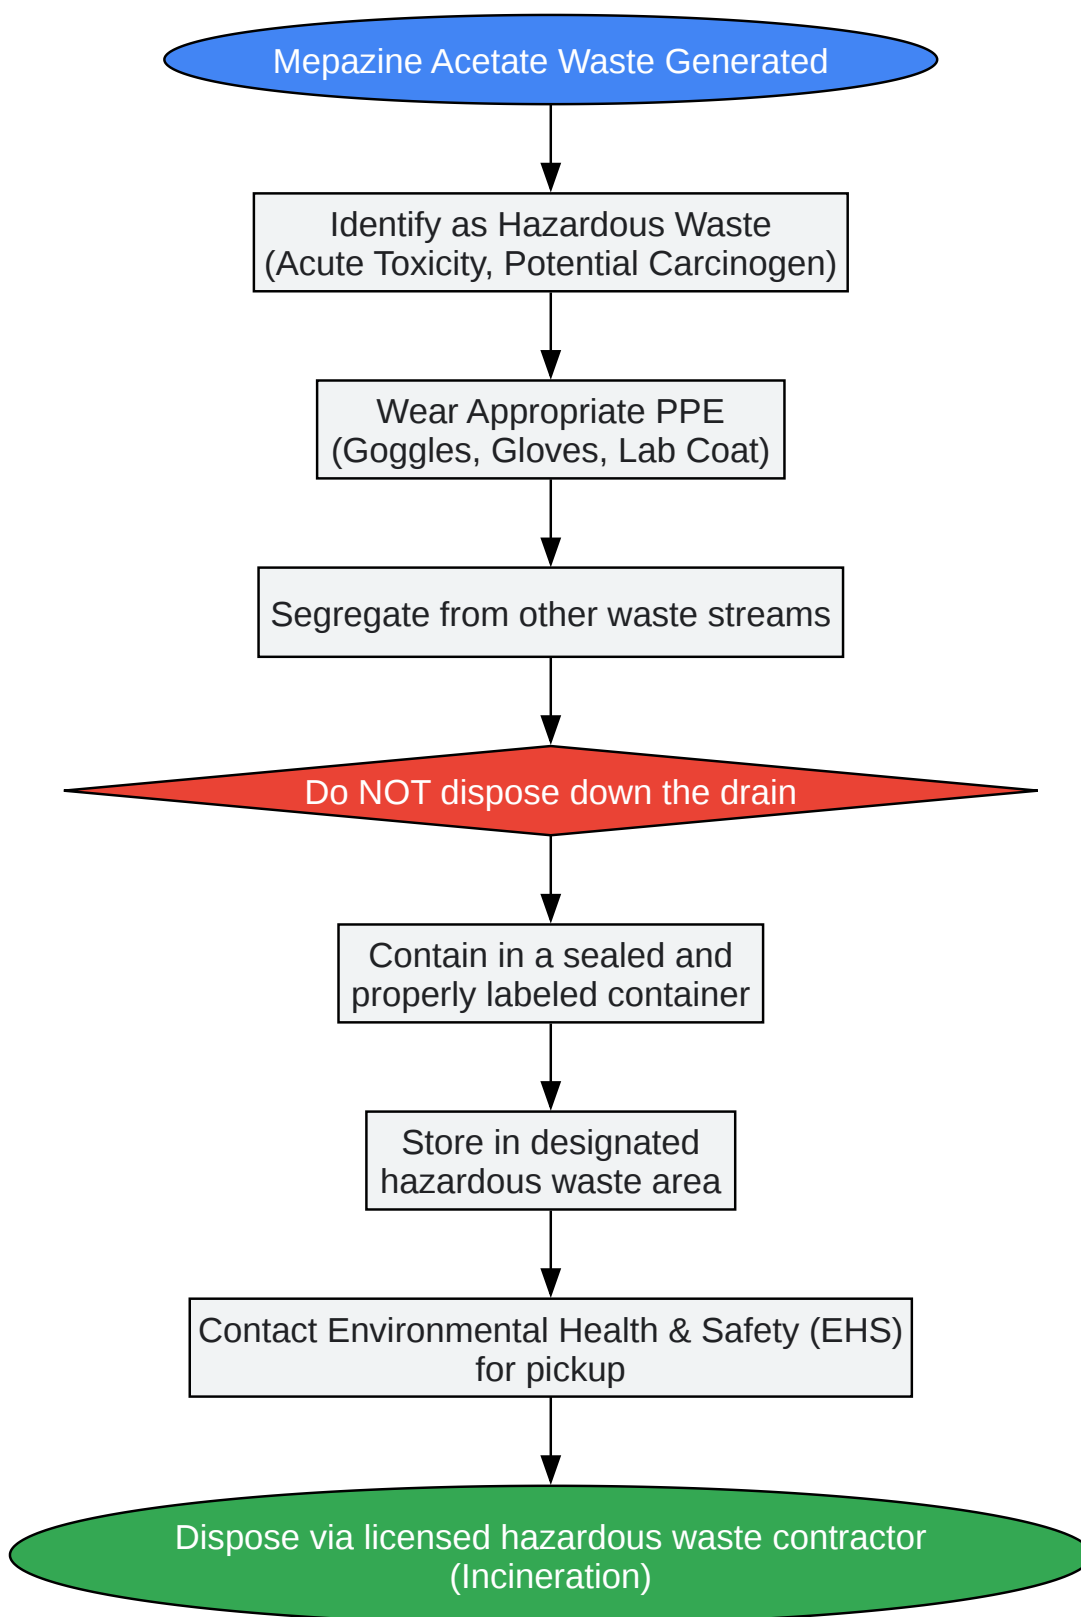 Mepazine Acetate Waste Generated
Identify as Hazardous Waste
(Acute Toxicity, Potential Carcinogen)
Wear Appropriate PPE
(Goggles, Gloves, Lab Coat)
Segregate from other waste streams
Do NOT dispose down the drain
Contain in a sealed and
properly labeled container
Store in designated
hazardous waste area
Contact Environmental Health & Safety (EHS)
for pickup
Dispose via licensed hazardous waste contractor
(Incineration)